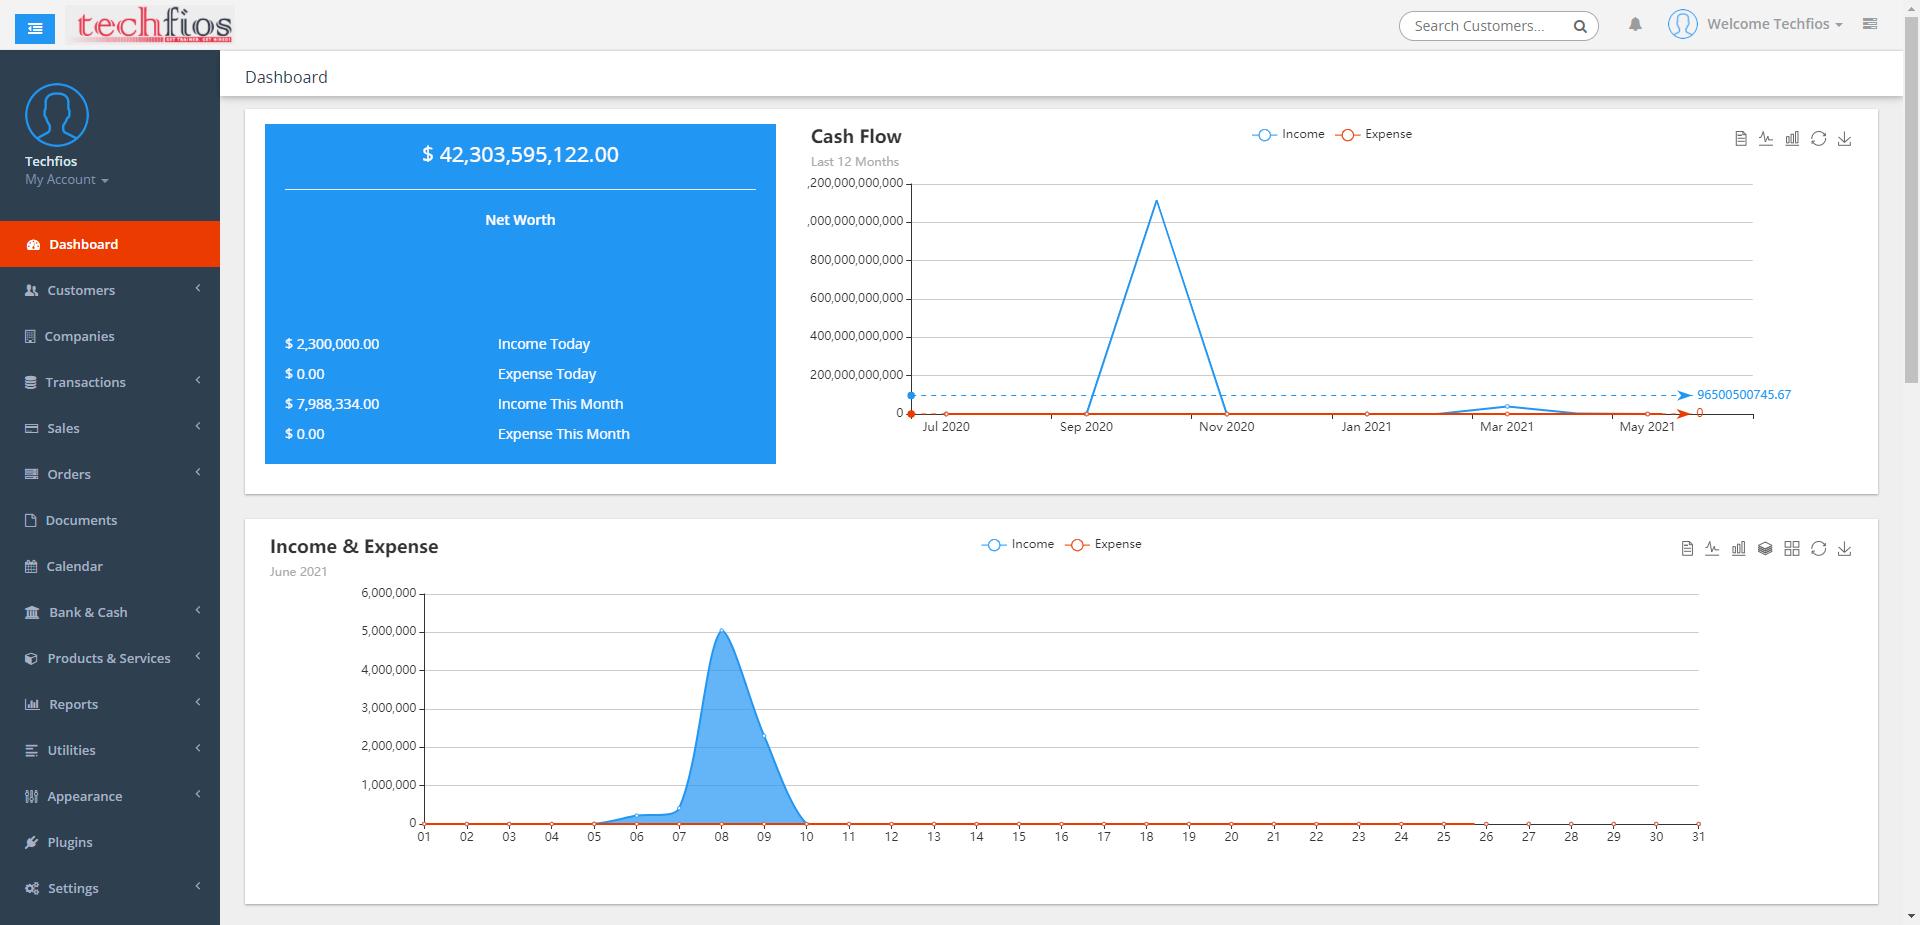 techfios
GET TRAINED. GET HIRED!
Search Customers...
Welcome Techfios
Techfios
My Account
Dashboard
Customers
Companies
Transactions
Sales
Orders
Documents
Calendar
Bank & Cash
Products & Services
Reports
Utilities
Appearance
Plugins
Settings
Dashboard
$ 42,303,595,122.00
Net Worth
$ 2,300,000.00 Income Today
$ 0.00 Expense Today
$ 7,988,334.00 Income This Month
$ 0.00 Expense This Month
Cash Flow
Last 12 Months
Income Expense
,200,000,000,000
,000,000,000,000
800,000,000,000
600,000,000,000
400,000,000,000
200,000,000,000
0
96500500745.67
0
Jul 2020 Sep 2020 Nov 2020 Jan 2021 Mar 2021 May 2021
Income & Expense
June 2021
Income Expense
6,000,000
5,000,000
4,000,000
3,000,000
2,000,000
1,000,000
0
01 02 03 04 05 06 07 08 09 10 11 12 13 14 15 16 17 18 19 20 21 22 23 24 25 26 27 28 29 30 31